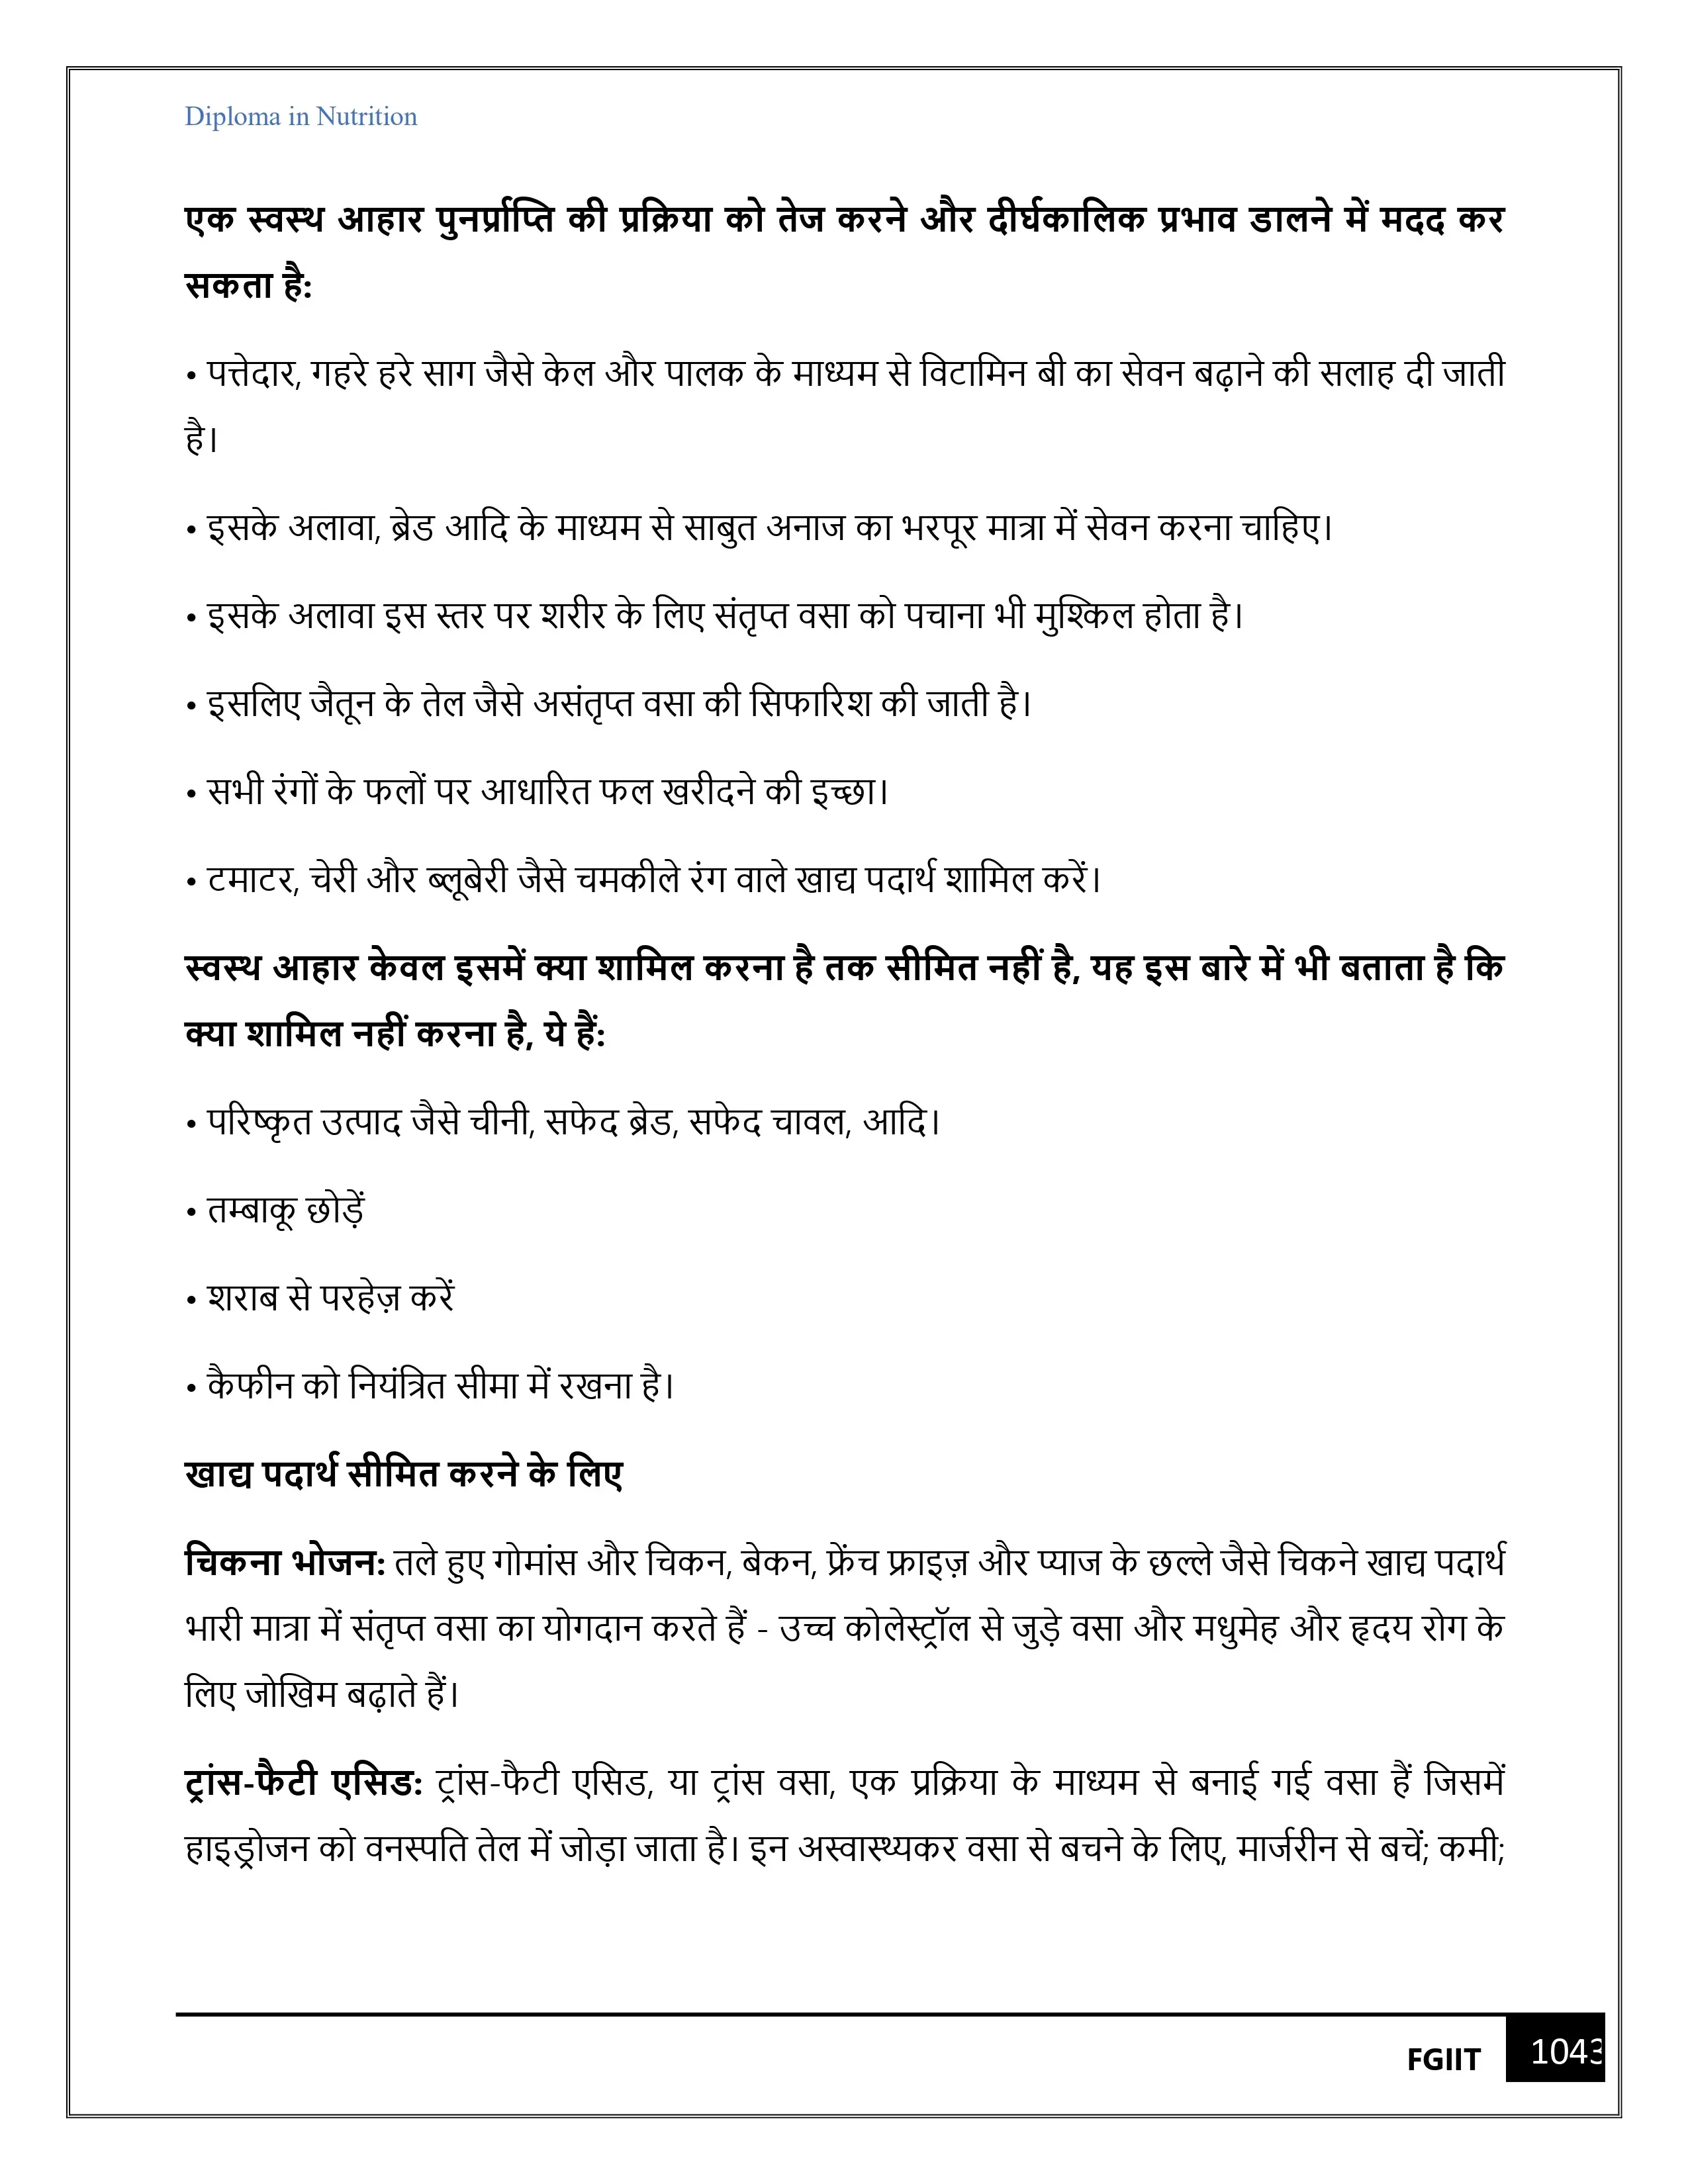 Diploma in Nutrition
एक स्वस्थ आहार पुनर्प्राप्ति की प्रक्रिया को तेज करने और दीर्घकालिक प्रभाव डालने में मदद कर
सकता है:
• पत्तेदार, गहरे हरे साग जैसे केल और पालक के माध्यम से विटामिन बी का सेवन बढ़ाने की सलाह दी जाती
है।
• इसके अलावा, ब्रेड आदि के माध्यम से साबुत अनाज का भरपूर मात्रा में सेवन करना चाहिए।
• इसके अलावा इस स्तर पर शरीर के लिए संतृप्त वसा को पचाना भी मुश्किल होता है।
• इसलिए जैतून के तेल जैसे असंतृप्त वसा की सिफारिश की जाती है।
• सभी रंगों के फलों पर आधारित फल खरीदने की इच्छा।
• टमाटर, चेरी और ब्लूबेरी जैसे चमकीले रंग वाले खाद्य पदार्थ शामिल करें।
स्वस्थ आहार केवल इसमें क्या शामिल करना है तक सीमित नहीं है, यह इस बारे में भी बताता है कि
क्या शामिल नहीं करना है, ये हैं:
• परिष्कृत उत्पाद जैसे चीनी, सफेद ब्रेड, सफेद चावल, आदि।
• तम्बाकू छोड़ें
• शराब से परहेज़ करें
• कैफीन को नियंत्रित सीमा में रखना है।
खाद्य पदार्थ सीमित करने के लिए
चिकना भोजन: तले हुए गोमांस और चिकन, बेकन, फ्रेंच फ्राइज़ और प्याज के छल्ले जैसे चिकने खाद्य पदार्थ
भारी मात्रा में संतृप्त वसा का योगदान करते हैं - उच्च कोलेस्ट्रॉल से जुड़े वसा और मधुमेह और हृदय रोग के
लिए जोखिम बढ़ाते हैं।
ट्रांस-फैटी एसिड: ट्रांस-फैटी एसिड, या ट्रांस वसा, एक प्रक्रिया के माध्यम से बनाई गई वसा हैं जिसमें
हाइड्रोजन को वनस्पति तेल में जोड़ा जाता है। इन अस्वास्थ्यकर वसा से बचने के लिए, मार्जरीन से बचें; कमी;
FGIIT 1043